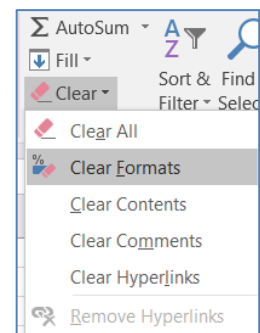 Σ AutoSum
Fill
Clear
A
Z
Sort & Find
Filter Selec
Clear All
% Clear Formats
Clear Contents
Clear Comments
Clear Hyperlinks
Remove Hyperlinks